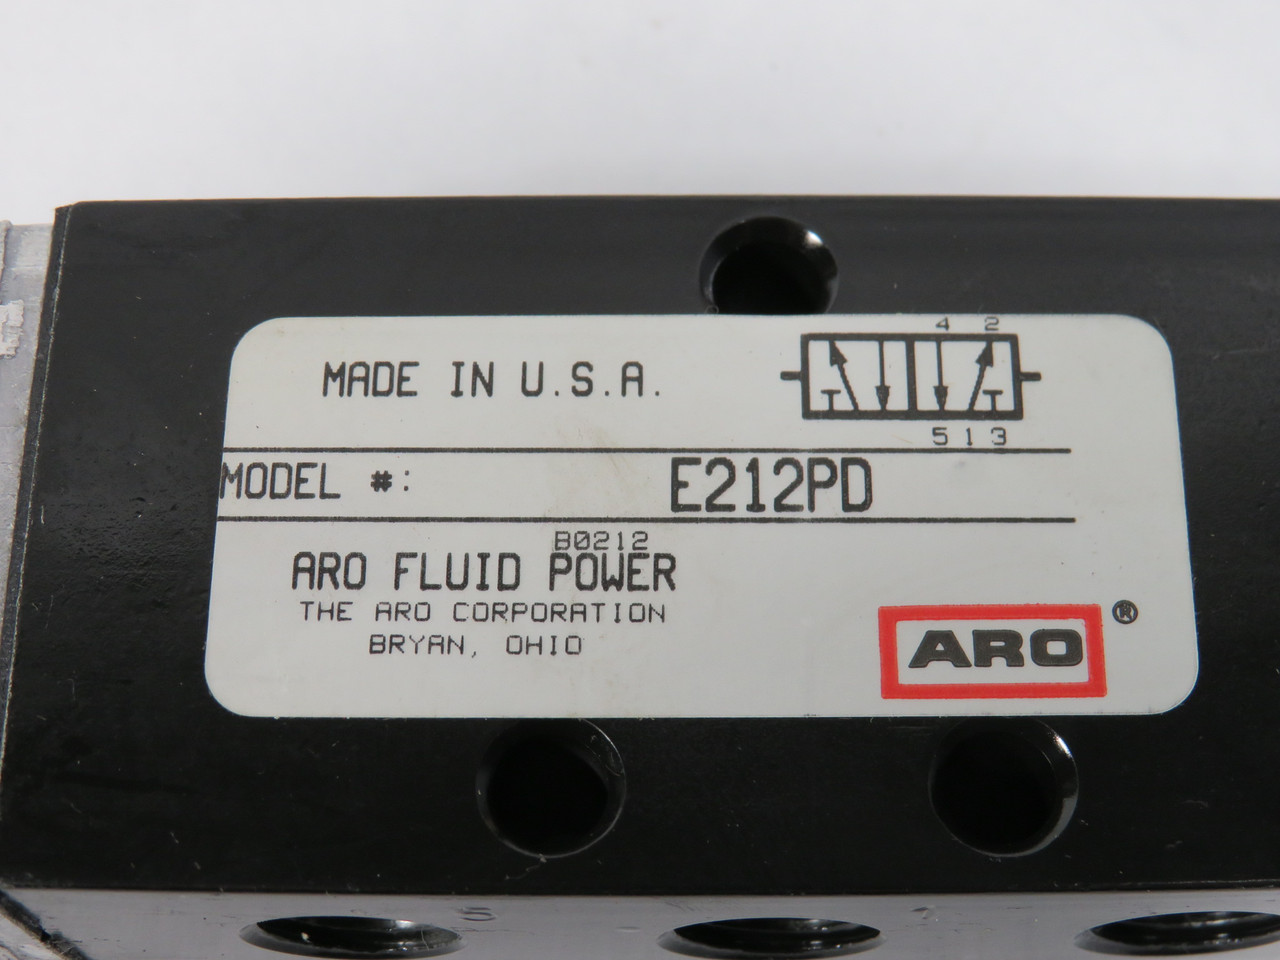 4 2
MADE IN U.S.A.
5 1 3
MODEL #: E212PD
B0212
ARO FLUID POWER
THE ARO CORPORATION
BRYAN, OHIO
ARO ®
5